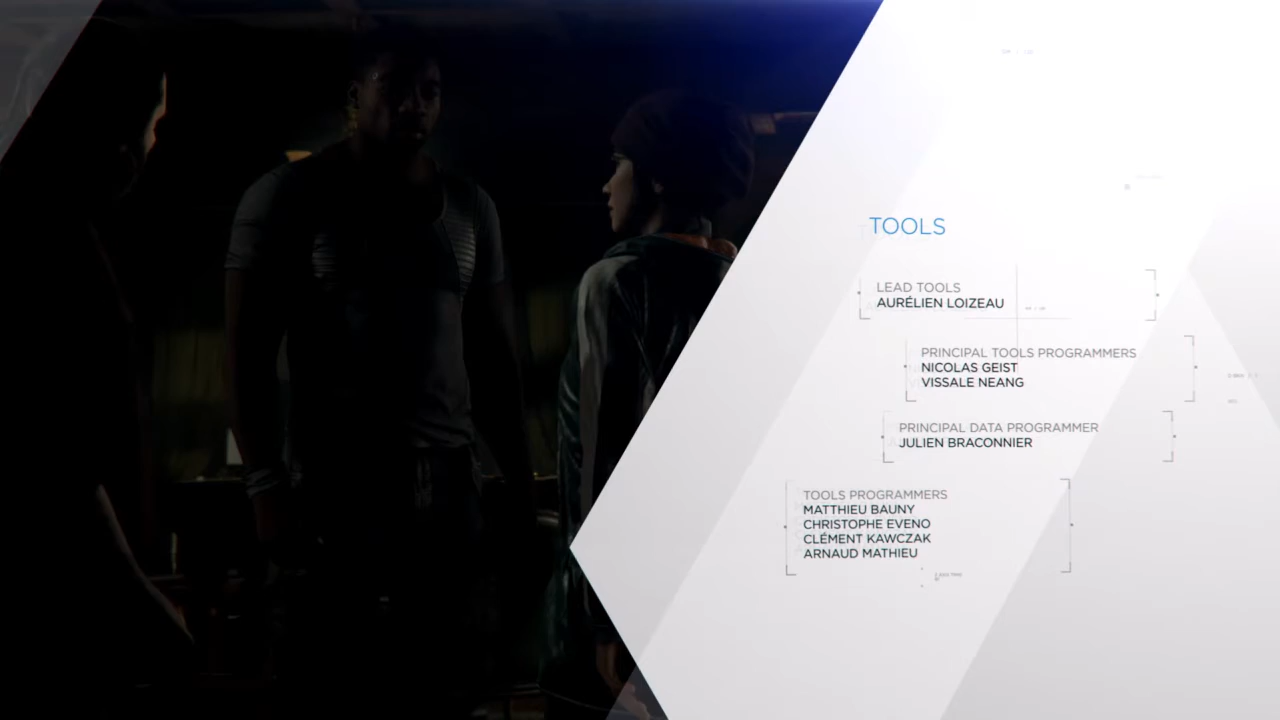 TOOLS
LEAD TOOLS
AURÉLIEN LOIZEAU
PRINCIPAL TOOLS PROGRAMMERS
NICOLAS GEIST
VISSALE NEANG
PRINCIPAL DATA PROGRAMMER
JULIEN BRACONNIER
TOOLS PROGRAMMERS
MATTHIEU BAUNY
CHRISTOPHE EVENO
CLÉMENT KAWCZAK
ARNAUD MATHIEU